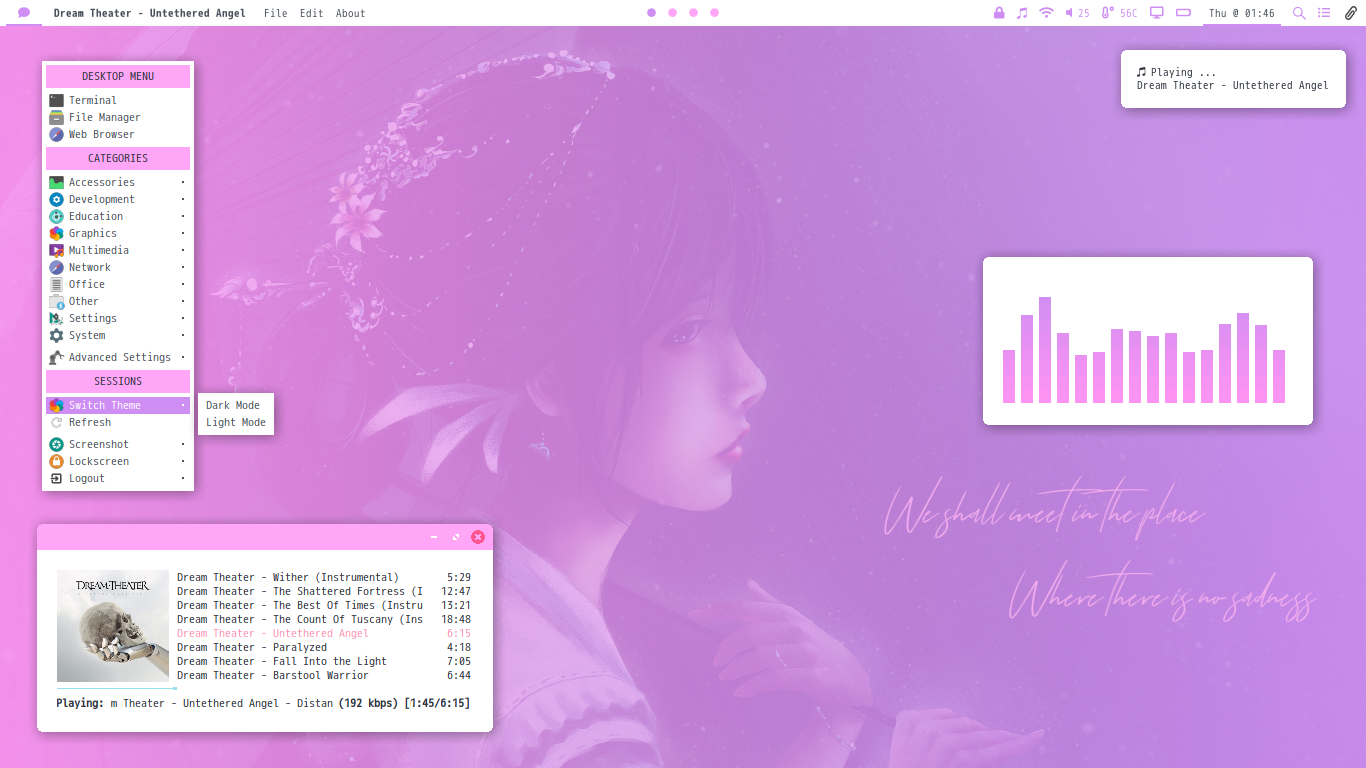 Dream Theater - Untethered Angel File Edit About
25 56C Thu @ 01:46
Playing ...
Dream Theater - Untethered Angel
DESKTOP MENU
Terminal
File Manager
Web Browser
CATEGORIES
Accessories
Development
Education
Graphics
Multimedia
Network
Office
Other
Settings
System
Advanced Settings
SESSIONS
Switch Theme
Refresh
Screenshot
Lockscreen
Logout
Dark Mode
Light Mode
We shall meet in the place
Where there is no sadness
DREAM THEATER
Dream Theater - Wither (Instrumental) 5:29
Dream Theater - The Shattered Fortress (I 12:47
Dream Theater - The Best Of Times (Instru 13:21
Dream Theater - The Count Of Tuscany (Ins 18:48
Dream Theater - Untethered Angel 6:15
Dream Theater - Paralyzed 4:18
Dream Theater - Fall Into the Light 7:05
Dream Theater - Barstool Warrior 6:44
Playing: m Theater - Untethered Angel - Distan (192 kbps) [1:45/6:15]